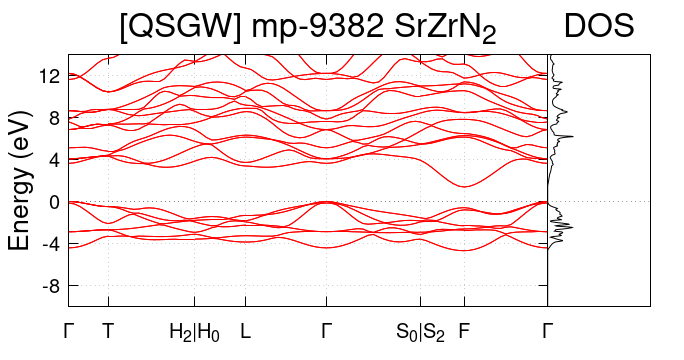 [QSGW] mp-9382 SrZrN2 DOS
Energy (eV)
12
8
4
0
-4
-8
Γ T H2|H0 L Γ S0|S2 F Γ